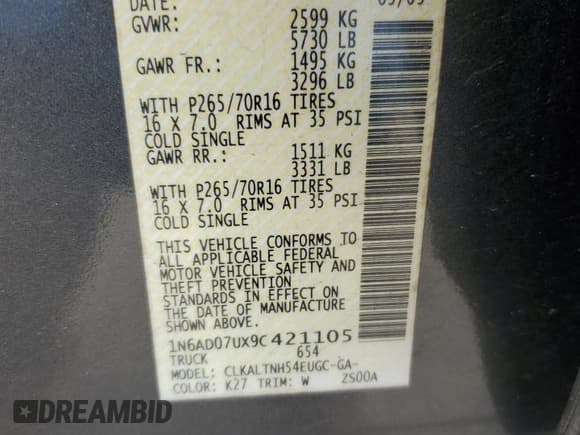 DATE:
GVWR: 2599 KG
5730 LB
GAWR FR.: 1495 KG
3296 LB
WITH P265/70R16 TIRES
16 X 7.0 RIMS AT 35 PSI
COLD SINGLE
GAWR RR.: 1511 KG
3331 LB
WITH P265/70R16 TIRES
16 X 7.0 RIMS AT 35 PSI
COLD SINGLE
THIS VEHICLE CONFORMS TO
ALL APPLICABLE FEDERAL
MOTOR VEHICLE SAFETY AND
THEFT PREVENTION
STANDARDS IN EFFECT ON
THE DATE OF MANUFACTURE
SHOWN ABOVE.
1N6AD07UX9C421105
TRUCK 654
MODEL: CLKALTNH54EUGC-GA-
COLOR: K27 TRIM: W ZS00A
DREAMBID